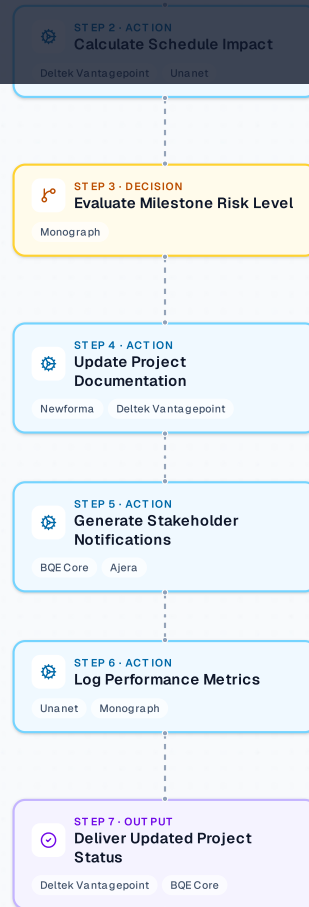 STEP 2 · ACTION
Calculate Schedule Impact
Deltek Vantagepoint Unanet
STEP 3 · DECISION
Evaluate Milestone Risk Level
Monograph
STEP 4 · ACTION
Update Project
Documentation
Newforma Deltek Vantagepoint
STEP 5 · ACTION
Generate Stakeholder
Notifications
BQE Core Ajera
STEP 6 · ACTION
Log Performance Metrics
Unanet Monograph
STEP 7 · OUTPUT
Deliver Updated Project
Status
Deltek Vantagepoint BQE Core